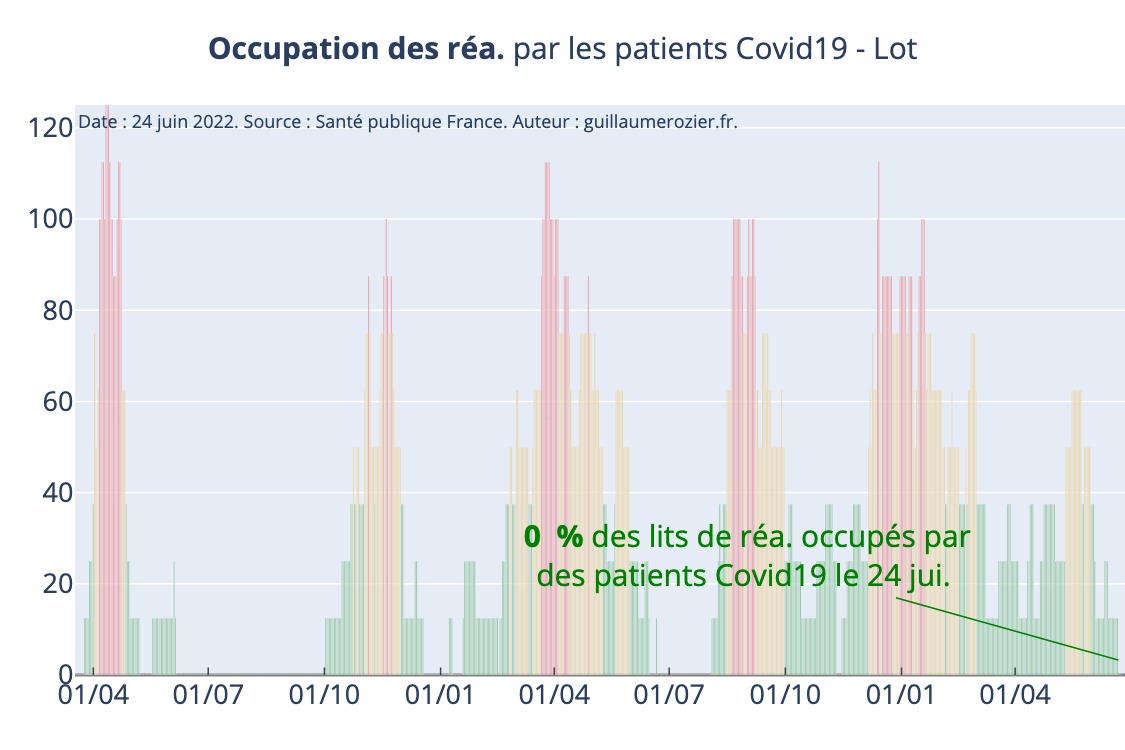 Occupation des réa. par les patients Covid19 - Lot
Date : 24 juin 2022. Source : Santé publique France. Auteur : guillaumerozier.fr.
120
100
80
60
40
20
0
0 % des lits de réa. occupés par
des patients Covid19 le 24 jui.
01/04 01/07 01/10 01/01 01/04 01/07 01/10 01/01 01/04